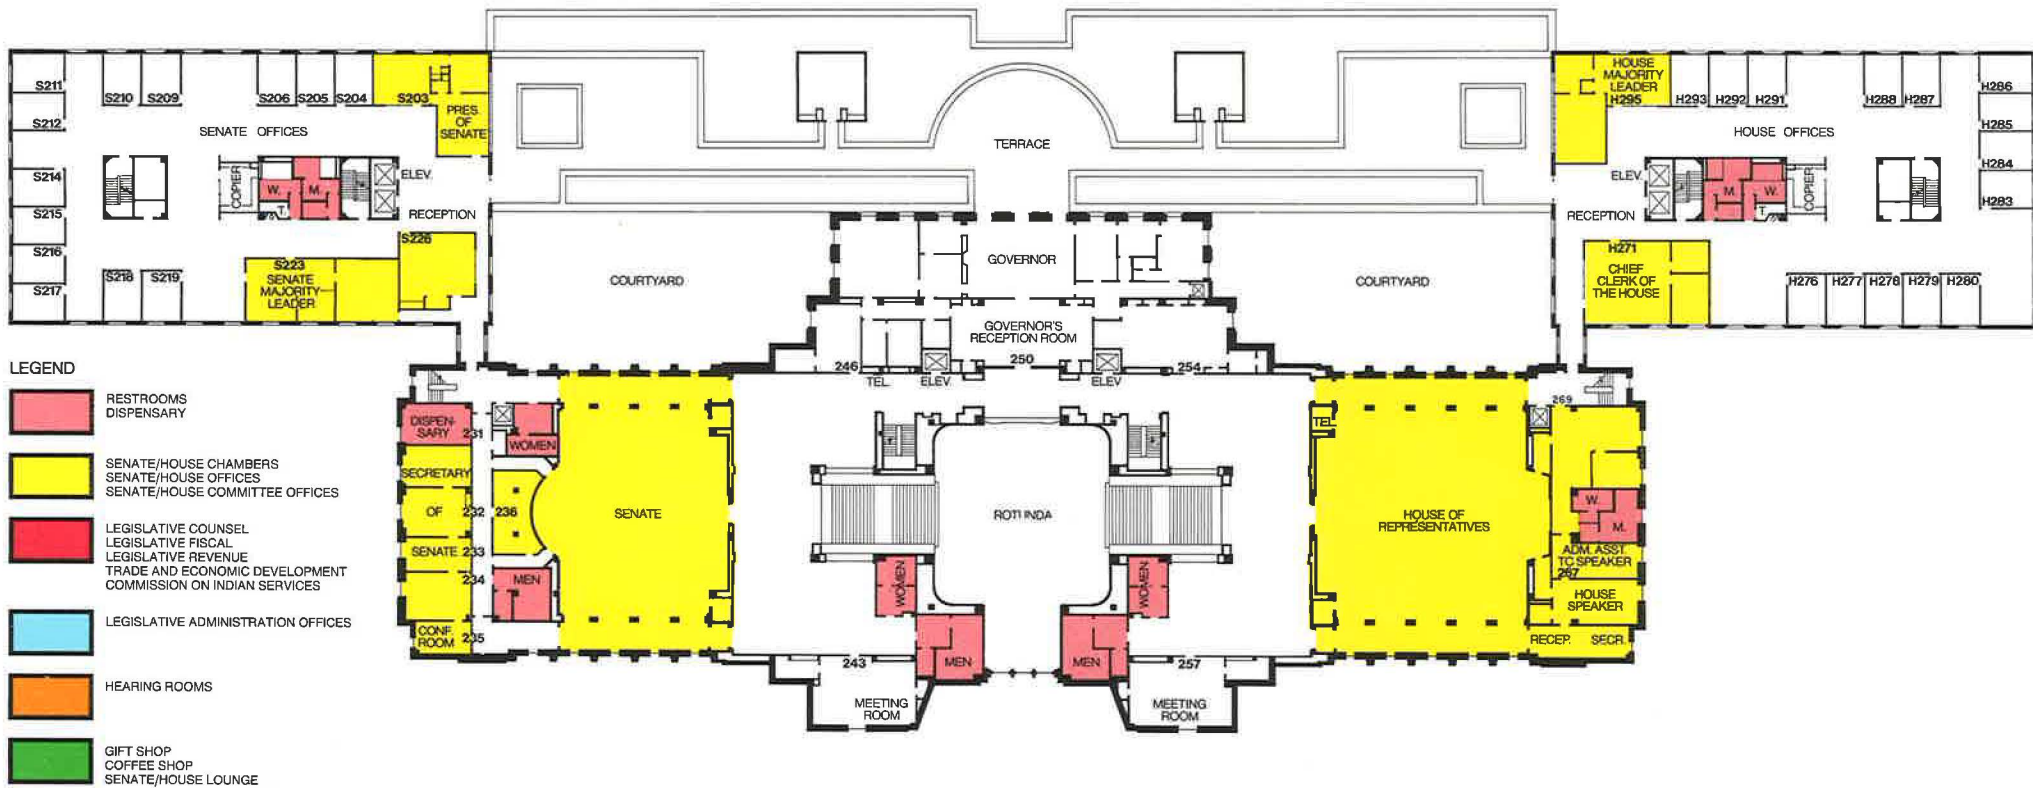 S211
S212
S214
S215
S216
S217
S210
S209
S206
S205
S204
S203
PRES.
OF
SENATE
SENATE OFFICES
COPIER
W.
M.
T.
ELEV.
RECEPTION
S226
S218
S219
S223
SENATE
MAJORITY
LEADER
TERRACE
COURTYARD
GOVERNOR
GOVERNOR'S
RECEPTION ROOM
COURTYARD
246
TEL.
ELEV.
250
ELEV.
254
HOUSE
MAJORITY
LEADER
H295
H293
H292
H291
H288
H287
H286
H285
H284
H283
HOUSE OFFICES
ELEV.
M.
W.
T.
COPIER
RECEPTION
H271
CHIEF
CLERK OF
THE HOUSE
H276
H277
H278
H279
H280
LEGEND
RESTROOMS
DISPENSARY
SENATE/HOUSE CHAMBERS
SENATE/HOUSE OFFICES
SENATE/HOUSE COMMITTEE OFFICES
LEGISLATIVE COUNSEL
LEGISLATIVE FISCAL
LEGISLATIVE REVENUE
TRADE AND ECONOMIC DEVELOPMENT
COMMISSION ON INDIAN SERVICES
LEGISLATIVE ADMINISTRATION OFFICES
HEARING ROOMS
GIFT SHOP
COFFEE SHOP
SENATE/HOUSE LOUNGE
DISPEN-
SARY
231
WOMEN
SECRETARY
OF
232
236
SENATE
233
234
MEN
CONF.
ROOM
235
SENATE
ROTUNDA
WOMEN
MEN
243
MEETING
ROOM
WOMEN
MEN
257
MEETING
ROOM
TEL.
HOUSE OF
REPRESENTATIVES
269
W.
M.
ADM. ASST.
TO SPEAKER
267
HOUSE
SPEAKER
RECEP.
SECR.